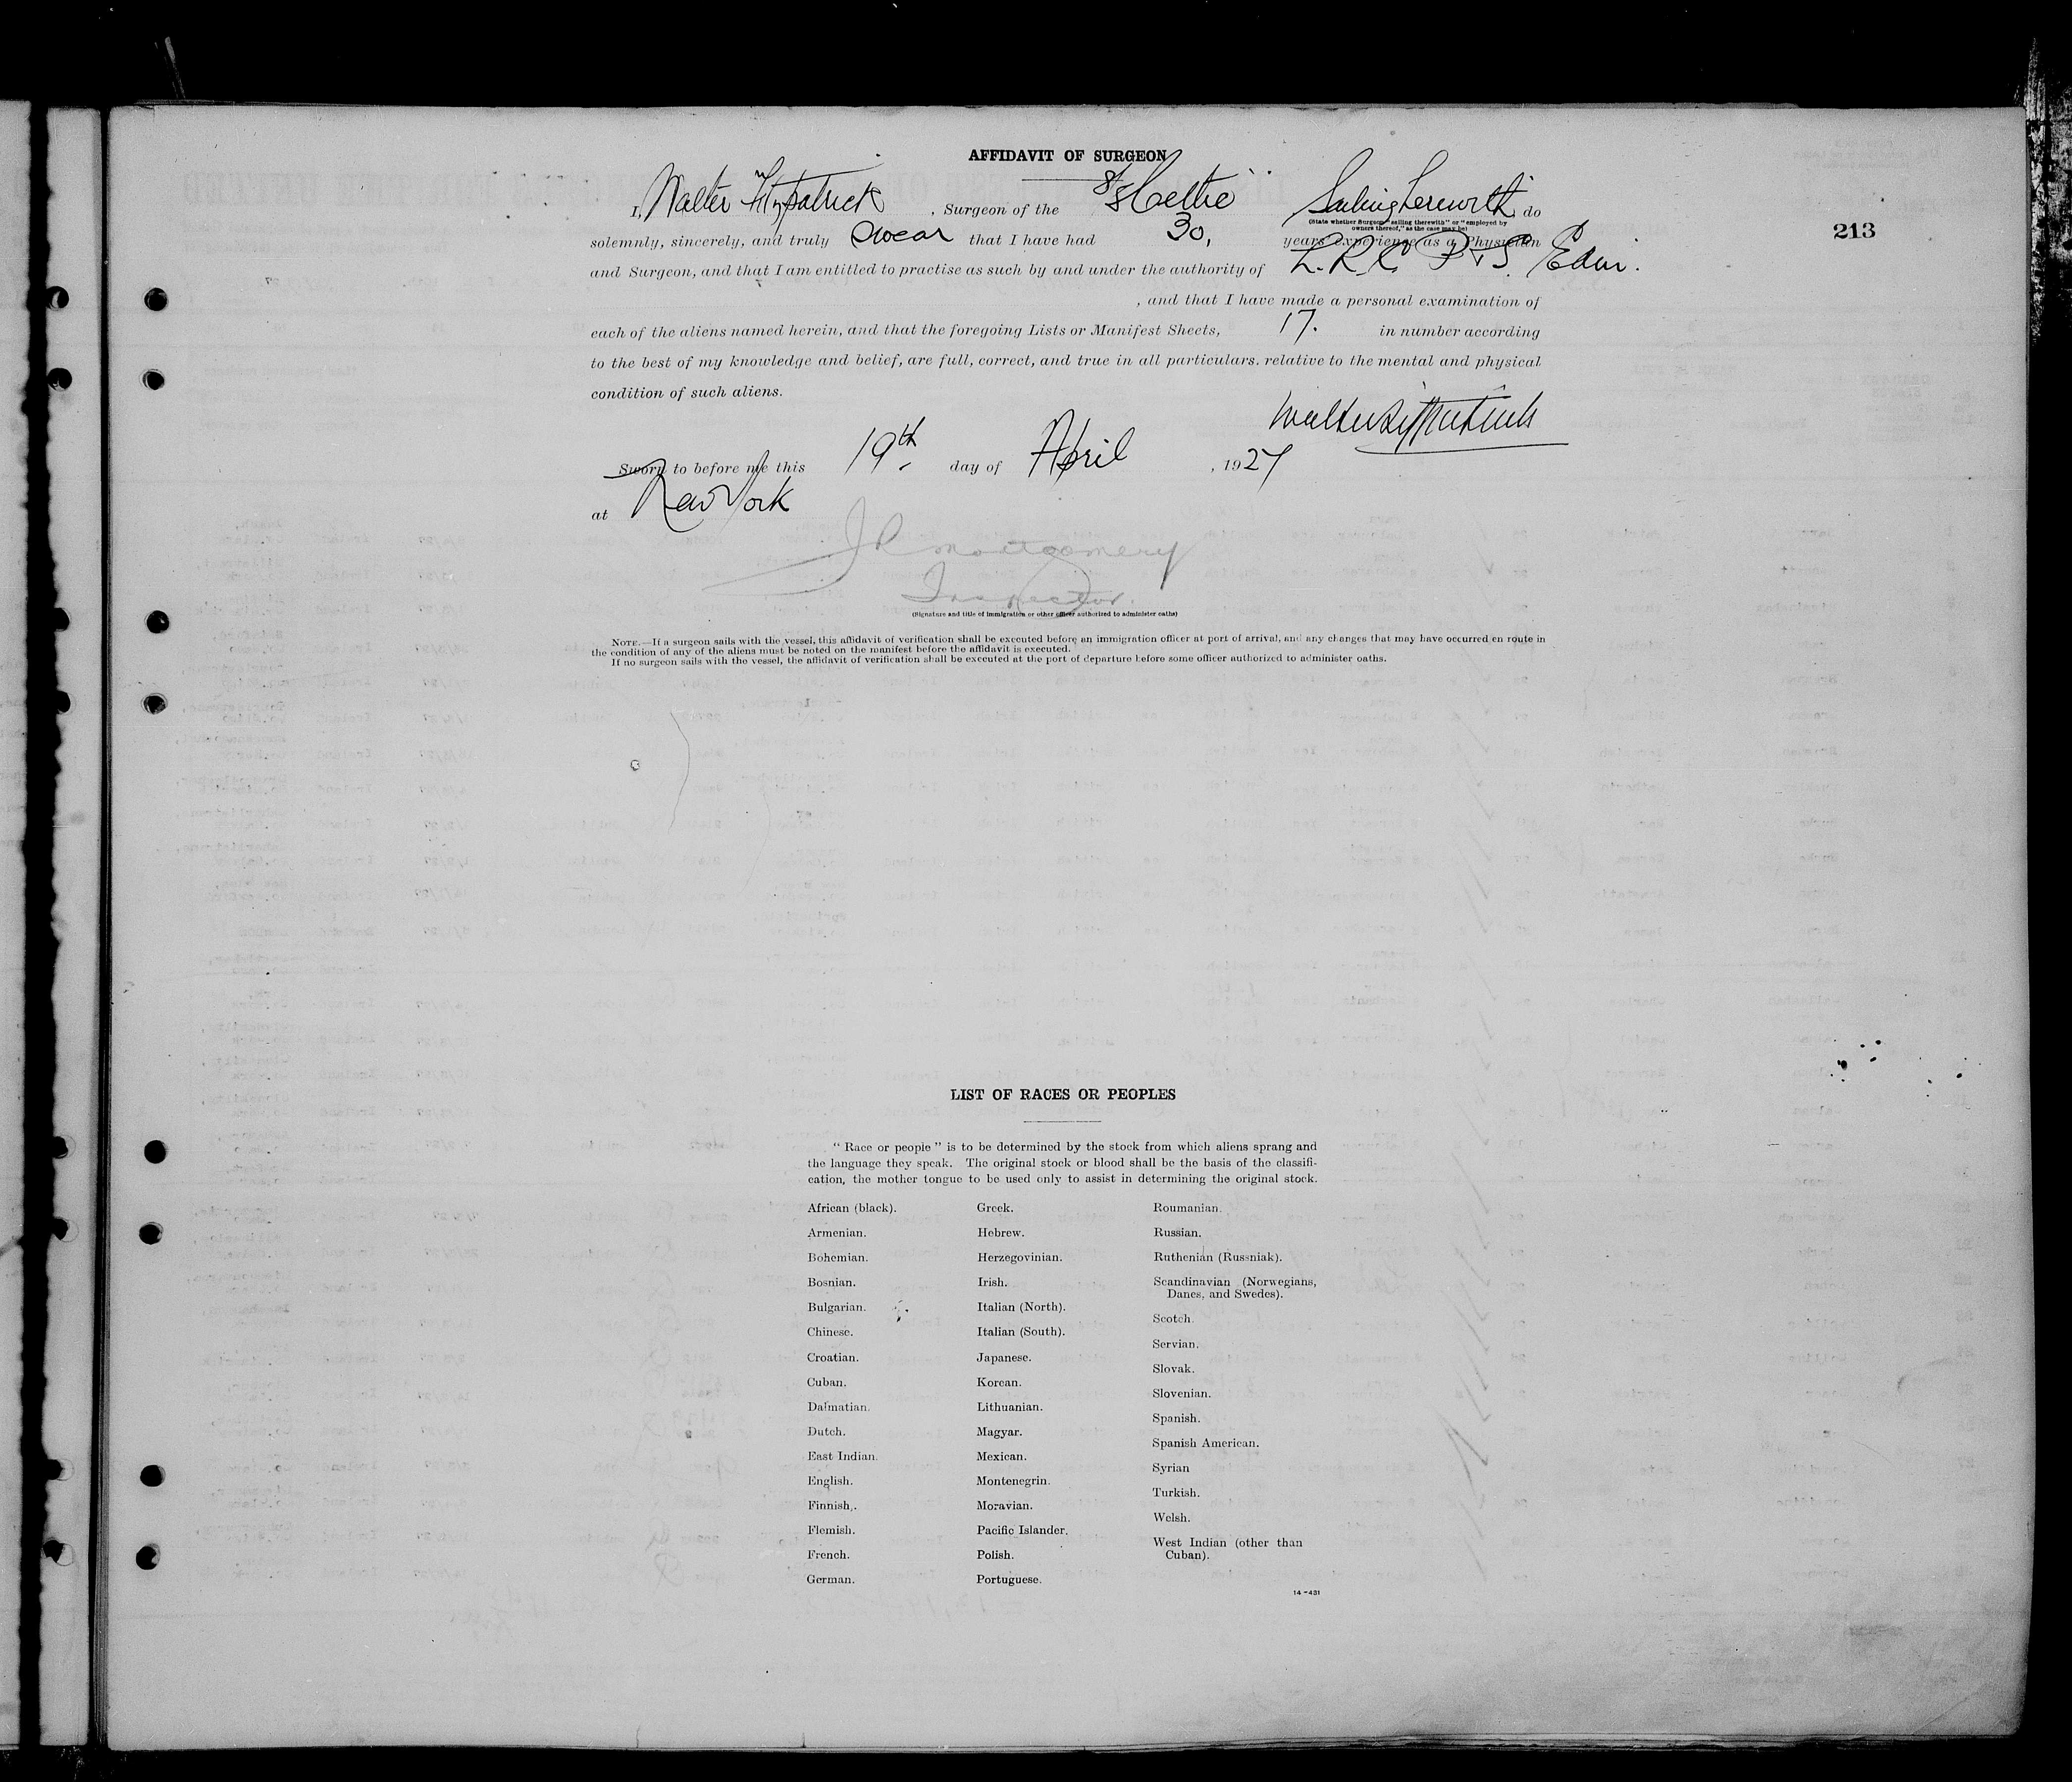 AFFIDAVIT OF SURGEON
213
I, Walter Fitzpatrick, Surgeon of the S/S "Celtic" Sailing therewith do
(State whether Surgeon "sailing therewith" or "employed by
owners thereof," as the case may be)
solemnly, sincerely, and truly Swear that I have had 30, years' experience as a Physician
and Surgeon, and that I am entitled to practise as such by and under the authority of L.R.C. P & S. Edin.
, and that I have made a personal examination of
each of the aliens named herein, and that the foregoing Lists or Manifest Sheets, 17. in number according
to the best of my knowledge and belief, are full, correct, and true in all particulars. relative to the mental and physical
condition of such aliens.
Walter Fitzpatrick
Sworn to before me this 19th day of April, 1927
at New York
J R Montgomery
Inspector.
(Signature and title of immigration or other officer authorized to administer oaths)
NOTE.—If a surgeon sails with the vessel, this affidavit of verification shall be executed before an immigration officer at port of arrival, and any changes that may have occurred en route in
the condition of any of the aliens must be noted on the manifest before the affidavit is executed.
If no surgeon sails with the vessel, the affidavit of verification shall be executed at the port of departure before some officer authorized to administer oaths.
LIST OF RACES OR PEOPLES
"Race or people" is to be determined by the stock from which aliens sprang and
the language they speak. The original stock or blood shall be the basis of the classifi-
cation, the mother tongue to be used only to assist in determining the original stock.
African (black).
Armenian.
Bohemian.
Bosnian.
Bulgarian.
Chinese.
Croatian.
Cuban.
Dalmatian.
Dutch.
East Indian.
English.
Finnish.
Flemish.
French.
German.
Greek.
Hebrew.
Herzegovinian.
Irish.
Italian (North).
Italian (South).
Japanese.
Korean.
Lithuanian.
Magyar.
Mexican.
Montenegrin.
Moravian.
Pacific Islander.
Polish.
Portuguese.
Roumanian.
Russian.
Ruthenian (Russniak).
Scandinavian (Norwegians,
Danes, and Swedes).
Scotch.
Servian.
Slovak.
Slovenian.
Spanish.
Spanish American.
Syrian
Turkish.
Welsh.
West Indian (other than
Cuban).
14-431